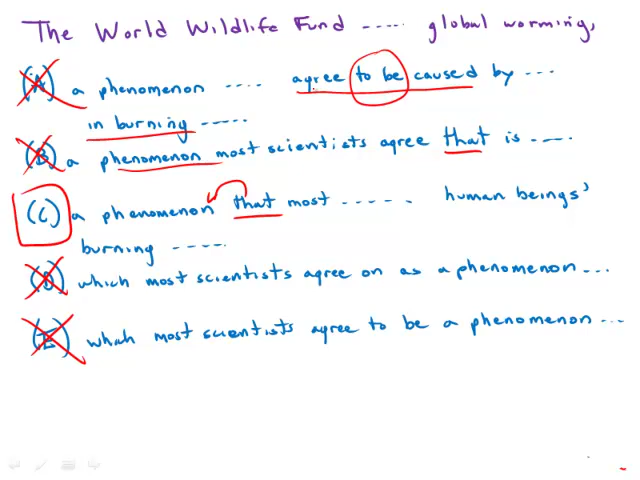 The World Wildlife Fund ..... global worming,
(A) a phenomenon .... agree to be caused by ...
in burning .....
(B) a phenomenon most scientists agree that is ....
(C) a phenomenon that most ..... human beings'
burning .....
(D) which most scientists agree on as a phenomenon ...
(E) which most scientists agree to be a phenomenon ...